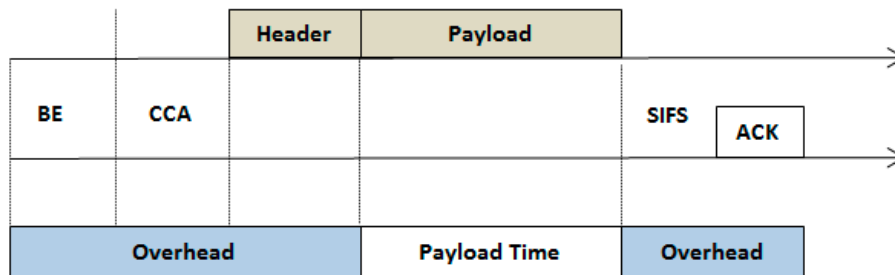 Header Payload
BE CCA SIFS ACK
Overhead Payload Time Overhead